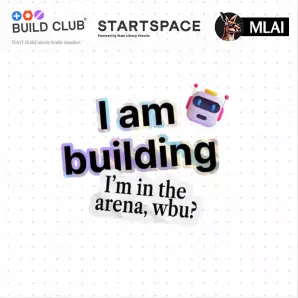 BUILD CLUB®
Don't build alone, build together.
STARTSPACE
Powered by State Library Victoria
MLAI
I am
building
I'm in the
arena, wbu?